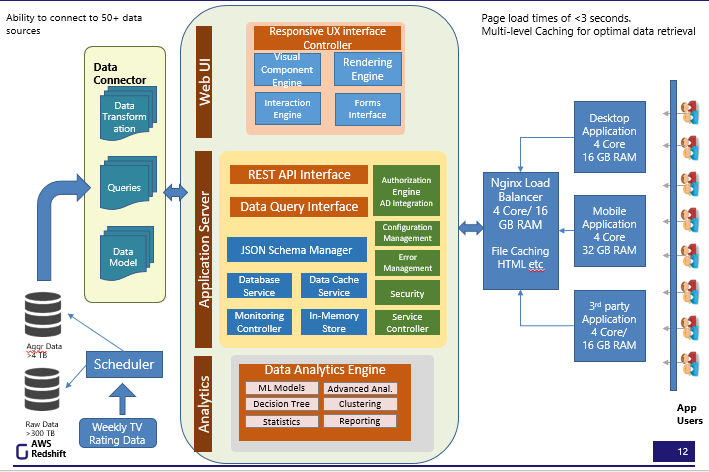 Ability to connect to 50+ data
sources
Page load times of <3 seconds.
Multi-level Caching for optimal data retrieval
Data
Connector
Data
Transform
ation
Queries
Data
Model
Web UI
Responsive UX interface
Controller
Visual
Component
Engine
Rendering
Engine
Interaction
Engine
Forms
Interface
Application Server
REST API Interface
Data Query Interface
JSON Schema Manager
Database
Service
Data Cache
Service
Monitoring
Controller
In-Memory
Store
Authorization
Engine
AD Integration
Configuration
Management
Error
Management
Security
Service
Controller
Analytics
Data Analytics Engine
ML Models
Advanced Anal.
Decision Tree
Clustering
Statistics
Reporting
Nginx Load
Balancer
4 Core/ 16
GB RAM
File Caching
HTML etc
Desktop
Application
4 Core
16 GB RAM
Mobile
Application
4 Core
32 GB RAM
3rd party
Application
4 Core/
16 GB RAM
App
Users
Aggr Data
>4 TB
Scheduler
Raw Data
>300 TB
Weekly TV
Rating Data
AWS
Redshift
12